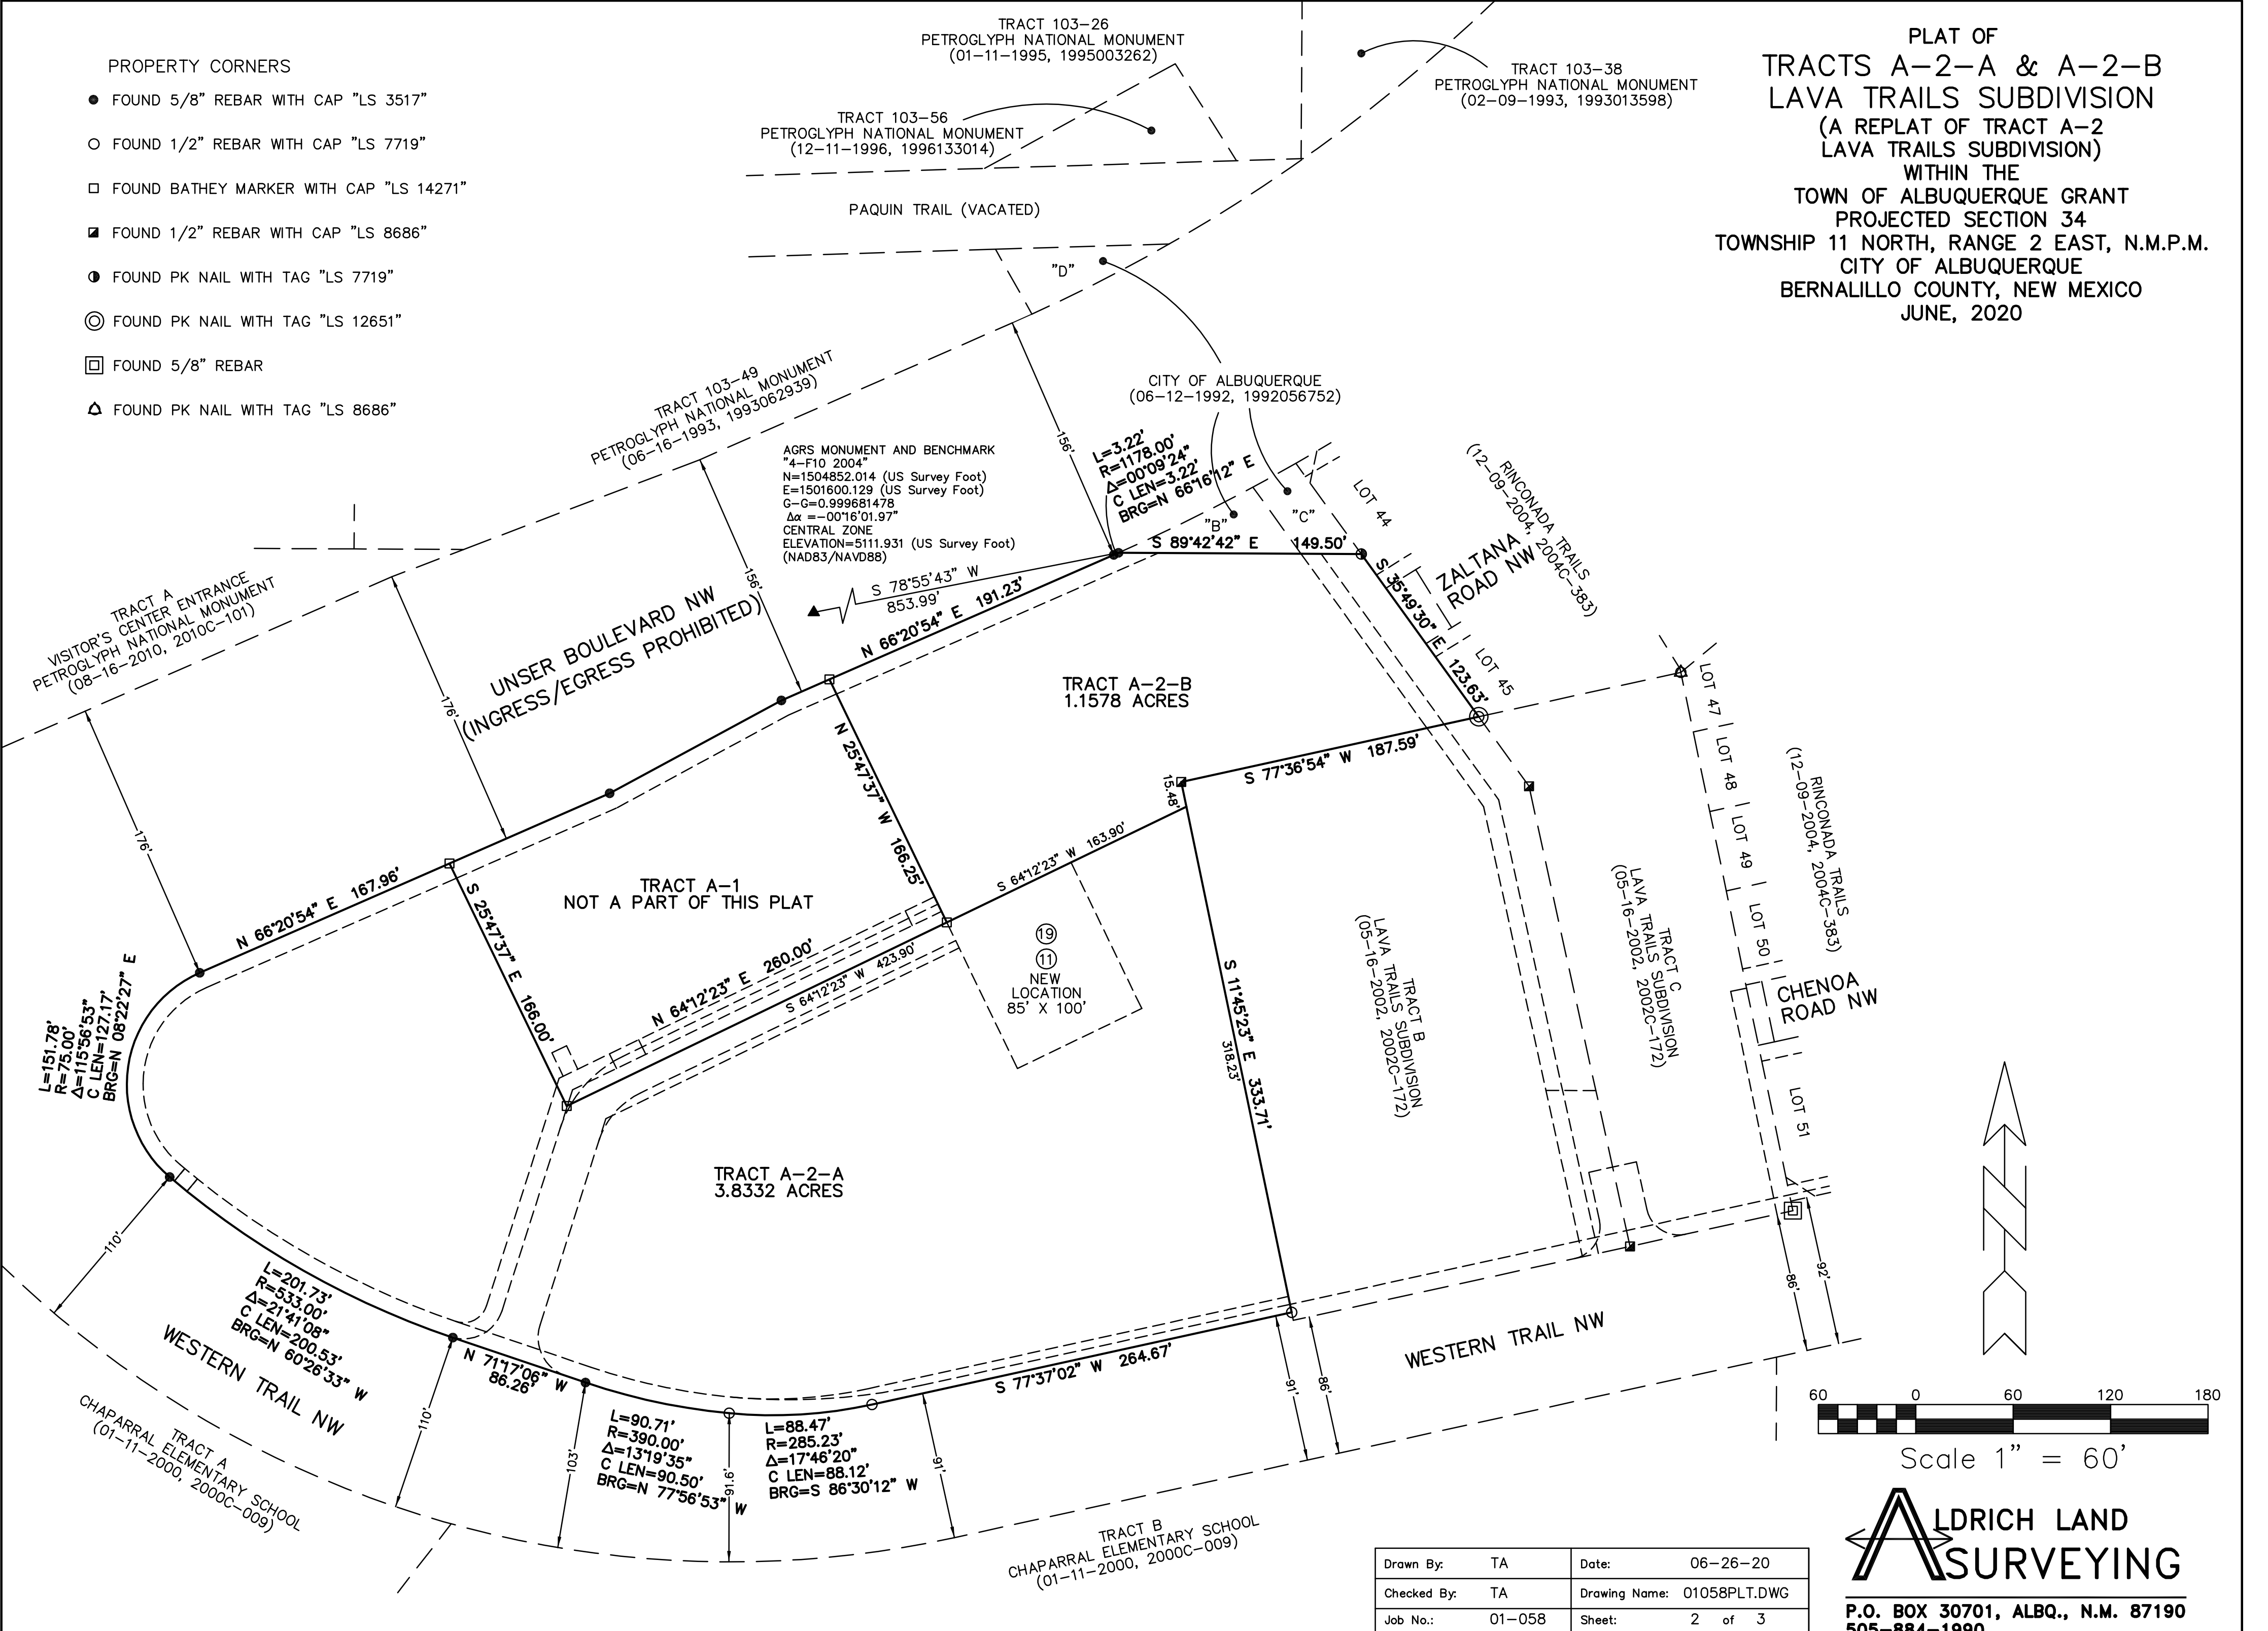 PROPERTY CORNERS
FOUND 5/8" REBAR WITH CAP "LS 3517"
FOUND 1/2" REBAR WITH CAP "LS 7719"
FOUND BATHEY MARKER WITH CAP "LS 14271"
FOUND 1/2" REBAR WITH CAP "LS 8686"
FOUND PK NAIL WITH TAG "LS 7719"
FOUND PK NAIL WITH TAG "LS 12651"
FOUND 5/8" REBAR
FOUND PK NAIL WITH TAG "LS 8686"
TRACT 103-26
PETROGLYPH NATIONAL MONUMENT
(01-11-1995, 1995003262)
TRACT 103-56
PETROGLYPH NATIONAL MONUMENT
(12-11-1996, 1996133014)
TRACT 103-38
PETROGLYPH NATIONAL MONUMENT
(02-09-1993, 1993013598)
PLAT OF
TRACTS A-2-A & A-2-B
LAVA TRAILS SUBDIVISION
(A REPLAT OF TRACT A-2
LAVA TRAILS SUBDIVISION)
WITHIN THE
TOWN OF ALBUQUERQUE GRANT
PROJECTED SECTION 34
TOWNSHIP 11 NORTH, RANGE 2 EAST, N.M.P.M.
CITY OF ALBUQUERQUE
BERNALILLO COUNTY, NEW MEXICO
JUNE, 2020
PAQUIN TRAIL (VACATED)
"D"
CITY OF ALBUQUERQUE
(06-12-1992, 1992056752)
TRACT 103-49
PETROGLYPH NATIONAL MONUMENT
(06-16-1993, 1993062939)
AGRS MONUMENT AND BENCHMARK
"4-F10 2004"
N=1504852.014 (US Survey Foot)
E=1501600.129 (US Survey Foot)
G-G=0.999681478
Δα =-00°16'01.97"
CENTRAL ZONE
ELEVATION=5111.931 (US Survey Foot)
(NAD83/NAVD88)
156'
L=3.22'
R=1178.00'
Δ=00°09'24"
C LEN=3.22'
BRG=N 66°16'12" E
"B"
"C"
LOT 44
RINCONADA TRAILS
(12-09-2004, 2004C-383)
ZALTANA
ROAD NW
S 89°42'42" E 149.50'
S 35°49'30" E 123.63'
LOT 45
S 78°55'43" W
853.99'
156'
N 66°20'54" E 191.23'
TRACT A
VISITOR'S CENTER ENTRANCE
PETROGLYPH NATIONAL MONUMENT
(08-16-2010, 2010C-101)
UNSER BOULEVARD NW
(INGRESS/EGRESS PROHIBITED)
176'
176'
TRACT A-2-B
1.1578 ACRES
LOT 47
LOT 48
LOT 49
LOT 50
LOT 51
RINCONADA TRAILS
(12-09-2004, 2004C-383)
N 25°47'37" W 166.25'
S 77°36'54" W 187.59'
15.48'
S 64°12'23" W 163.90'
N 66°20'54" E 167.96'
S 25°47'37" E 166.00'
TRACT A-1
NOT A PART OF THIS PLAT
N 64°12'23" E 260.00'
S 64°12'23" W 423.90'
19
11
NEW
LOCATION
85' X 100'
S 11°45'23" E 333.71'
318.23'
TRACT B
LAVA TRAILS SUBDIVISION
(05-16-2002, 2002C-172)
TRACT C
LAVA TRAILS SUBDIVISION
(05-16-2002, 2002C-172)
CHENOA
ROAD NW
L=151.78'
R=75.00'
Δ=115°56'53"
C LEN=127.17'
BRG=N 08°22'27" E
TRACT A-2-A
3.8332 ACRES
110'
L=201.73'
R=533.00'
Δ=21°41'08"
C LEN=200.53'
BRG=N 60°26'33" W
WESTERN TRAIL NW
N 71°17'06" W
86.26'
110'
TRACT A
CHAPARRAL ELEMENTARY SCHOOL
(01-11-2000, 2000C-009)
103'
L=90.71'
R=390.00'
Δ=13°19'35"
C LEN=90.50'
BRG=N 77°56'53" W
91.6'
L=88.47'
R=285.23'
Δ=17°46'20"
C LEN=88.12'
BRG=S 86°30'12" W
91'
S 77°37'02" W 264.67'
91'
86'
WESTERN TRAIL NW
86'
92'
TRACT B
CHAPARRAL ELEMENTARY SCHOOL
(01-11-2000, 2000C-009)
N
60 0 60 120 180
Scale 1" = 60'
ALDRICH LAND
SURVEYING
P.O. BOX 30701, ALBQ., N.M. 87190
505-884-1990
Drawn By: TA Date: 06-26-20
Checked By: TA Drawing Name: 01058PLT.DWG
Job No.: 01-058 Sheet: 2 of 3